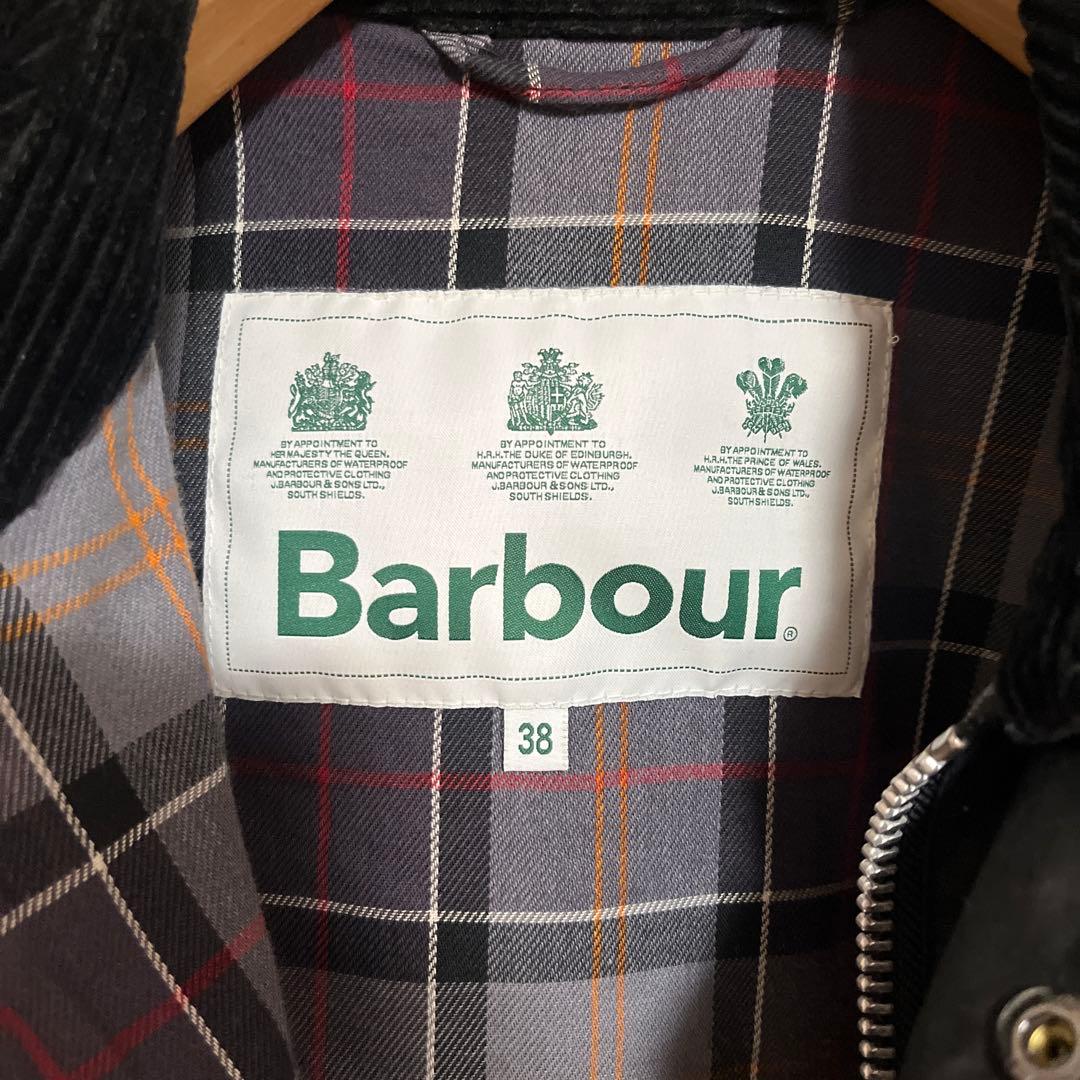 BY APPOINTMENT TO
HER MAJESTY THE QUEEN.
MANUFACTURERS OF WATERPROOF
AND PROTECTIVE CLOTHING
J.BARBOUR & SONS LTD.,
SOUTH SHIELDS.
BY APPOINTMENT TO
H.R.H.THE DUKE OF EDINBURGH.
MANUFACTURERS OF WATERPROOF
AND PROTECTIVE CLOTHING
J.BARBOUR & SONS LTD.,
SOUTH SHIELDS.
BY APPOINTMENT TO
H.R.H.THE PRINCE OF WALES.
MANUFACTURERS OF WATERPROOF
AND PROTECTIVE CLOTHING
J.BARBOUR & SONS LTD.,
SOUTH SHIELDS.
Barbour®
38